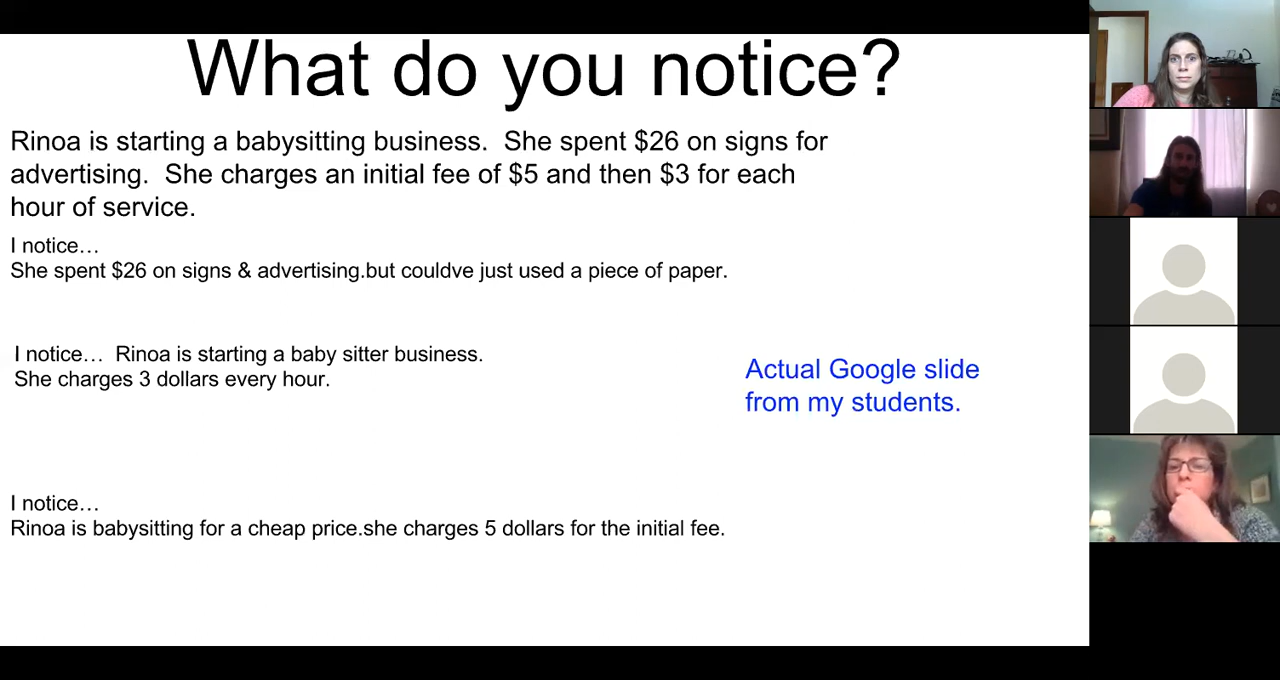 What do you notice?
Rinoa is starting a babysitting business.  She spent $26 on signs for
advertising.  She charges an initial fee of $5 and then $3 for each
hour of service.
I notice…
She spent $26 on signs & advertising.but couldve just used a piece of paper.
I notice…  Rinoa is starting a baby sitter business.
She charges 3 dollars every hour.
Actual Google slide
from my students.
I notice…
Rinoa is babysitting for a cheap price.she charges 5 dollars for the initial fee.